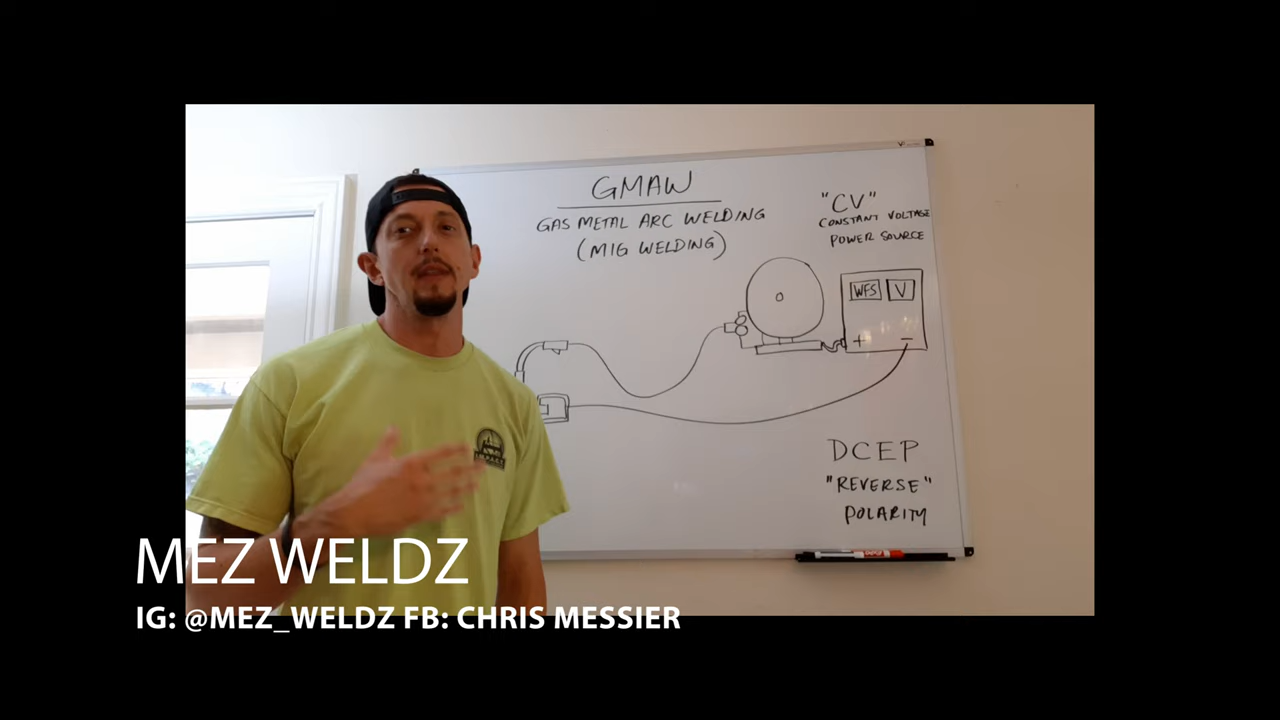 GMAW
GAS METAL ARC WELDING
(MIG WELDING)
"CV"
CONSTANT VOLTAGE
POWER SOURCE
WFS V
+ –
DCEP
"REVERSE"
POLARITY
MEZ WELDZ
IG: @MEZ_WELDZ FB: CHRIS MESSIER